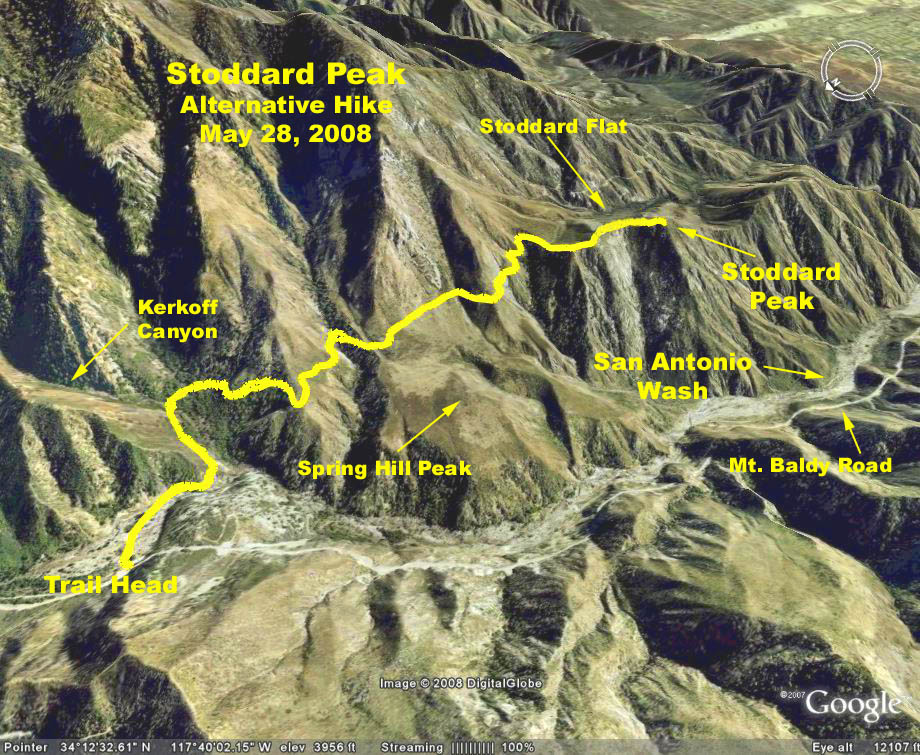 Stoddard Peak
Alternative Hike
May 28, 2008
Stoddard Flat
N
Stoddard
Peak
Kerkoff
Canyon
San Antonio
Wash
Spring Hill Peak
Mt. Baldy Road
Trail Head
Image © 2008 DigitalGlobe
©2007 Google™
Pointer 34°12'32.61" N 117°40'02.15" W elev 3956 ft Streaming |||||||||| 100% Eye alt 12107 ft